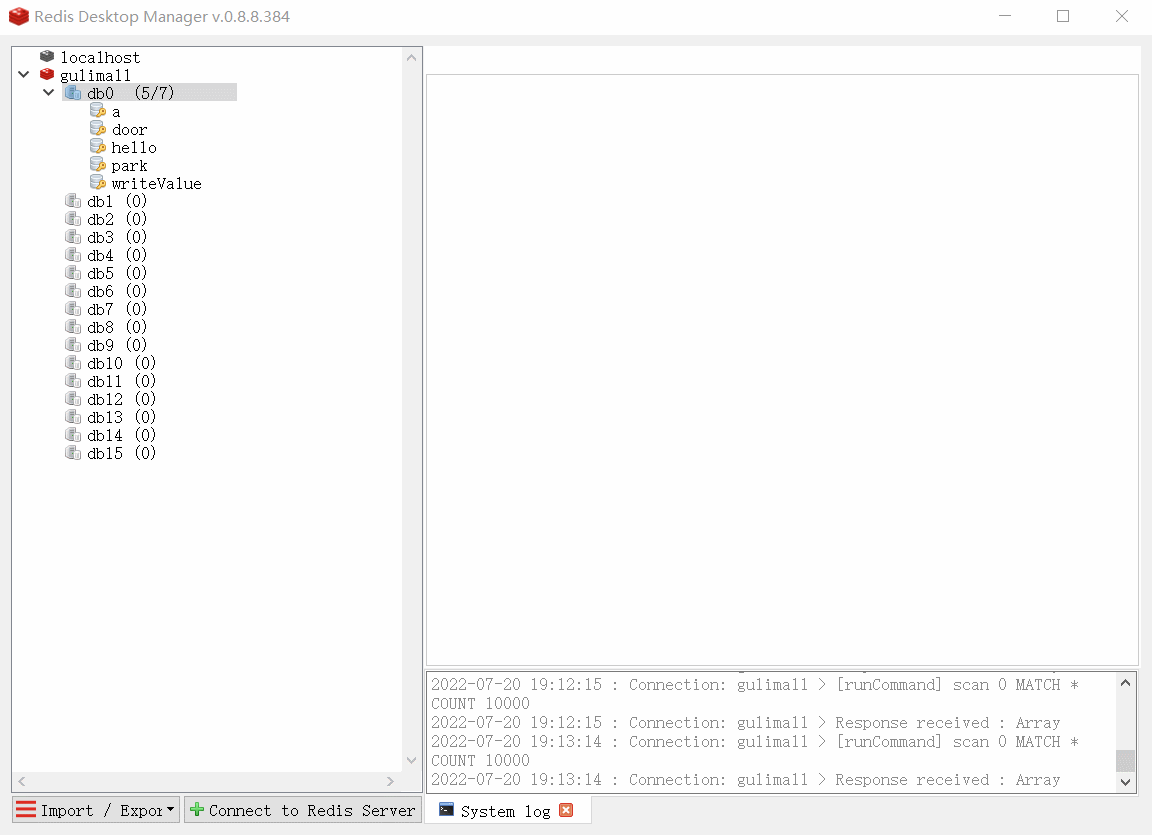 Redis Desktop Manager v.0.8.8.384
localhost
gulimall
db0 (5/7)
a
door
hello
park
writeValue
db1 (0)
db2 (0)
db3 (0)
db4 (0)
db5 (0)
db6 (0)
db7 (0)
db8 (0)
db9 (0)
db10 (0)
db11 (0)
db12 (0)
db13 (0)
db14 (0)
db15 (0)
2022-07-20 19:12:15 : Connection: gulimall > [runCommand] scan 0 MATCH *
COUNT 10000
2022-07-20 19:12:15 : Connection: gulimall > Response received : Array
2022-07-20 19:13:14 : Connection: gulimall > [runCommand] scan 0 MATCH *
COUNT 10000
2022-07-20 19:13:14 : Connection: gulimall > Response received : Array
Import / Expor
Connect to Redis Server
System log